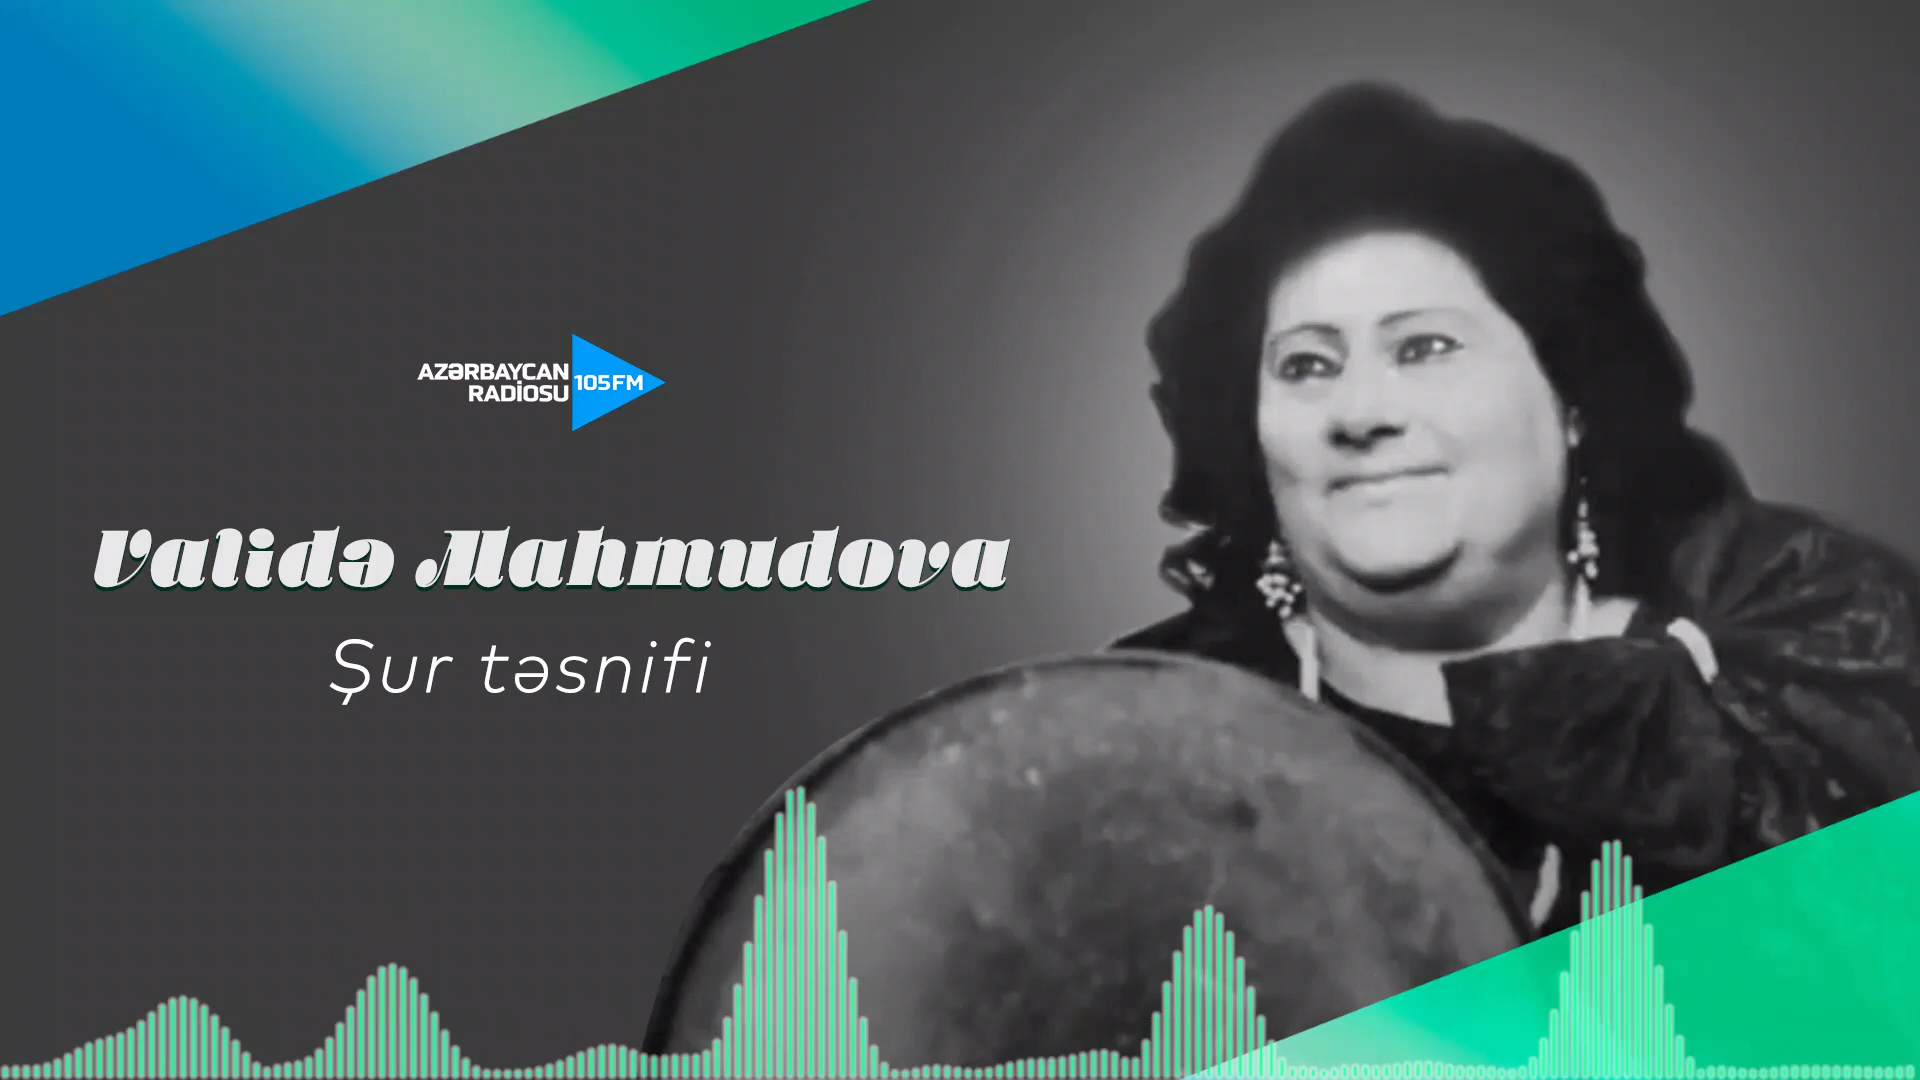 AZƏRBAYCAN
RADİOSU
105FM
Validə Mahmudova
Şur təsnifi